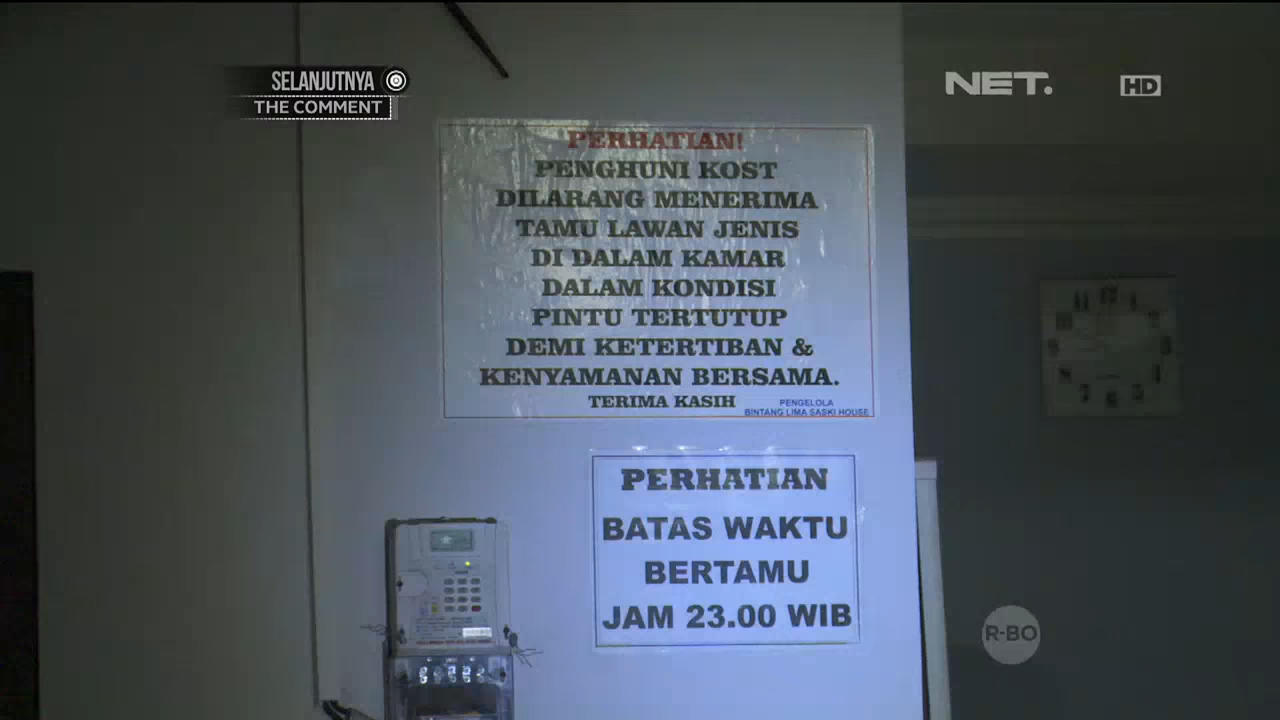 SELANJUTNYA
THE COMMENT
NET.
HD
PERHATIAN!
PENGHUNI KOST
DILARANG MENERIMA
TAMU LAWAN JENIS
DI DALAM KAMAR
DALAM KONDISI
PINTU TERTUTUP
DEMI KETERTIBAN &
KENYAMANAN BERSAMA.
TERIMA KASIH
PENGELOLA
BINTANG LIMA SASKI HOUSE
PERHATIAN
BATAS WAKTU
BERTAMU
JAM 23.00 WIB
R-BO